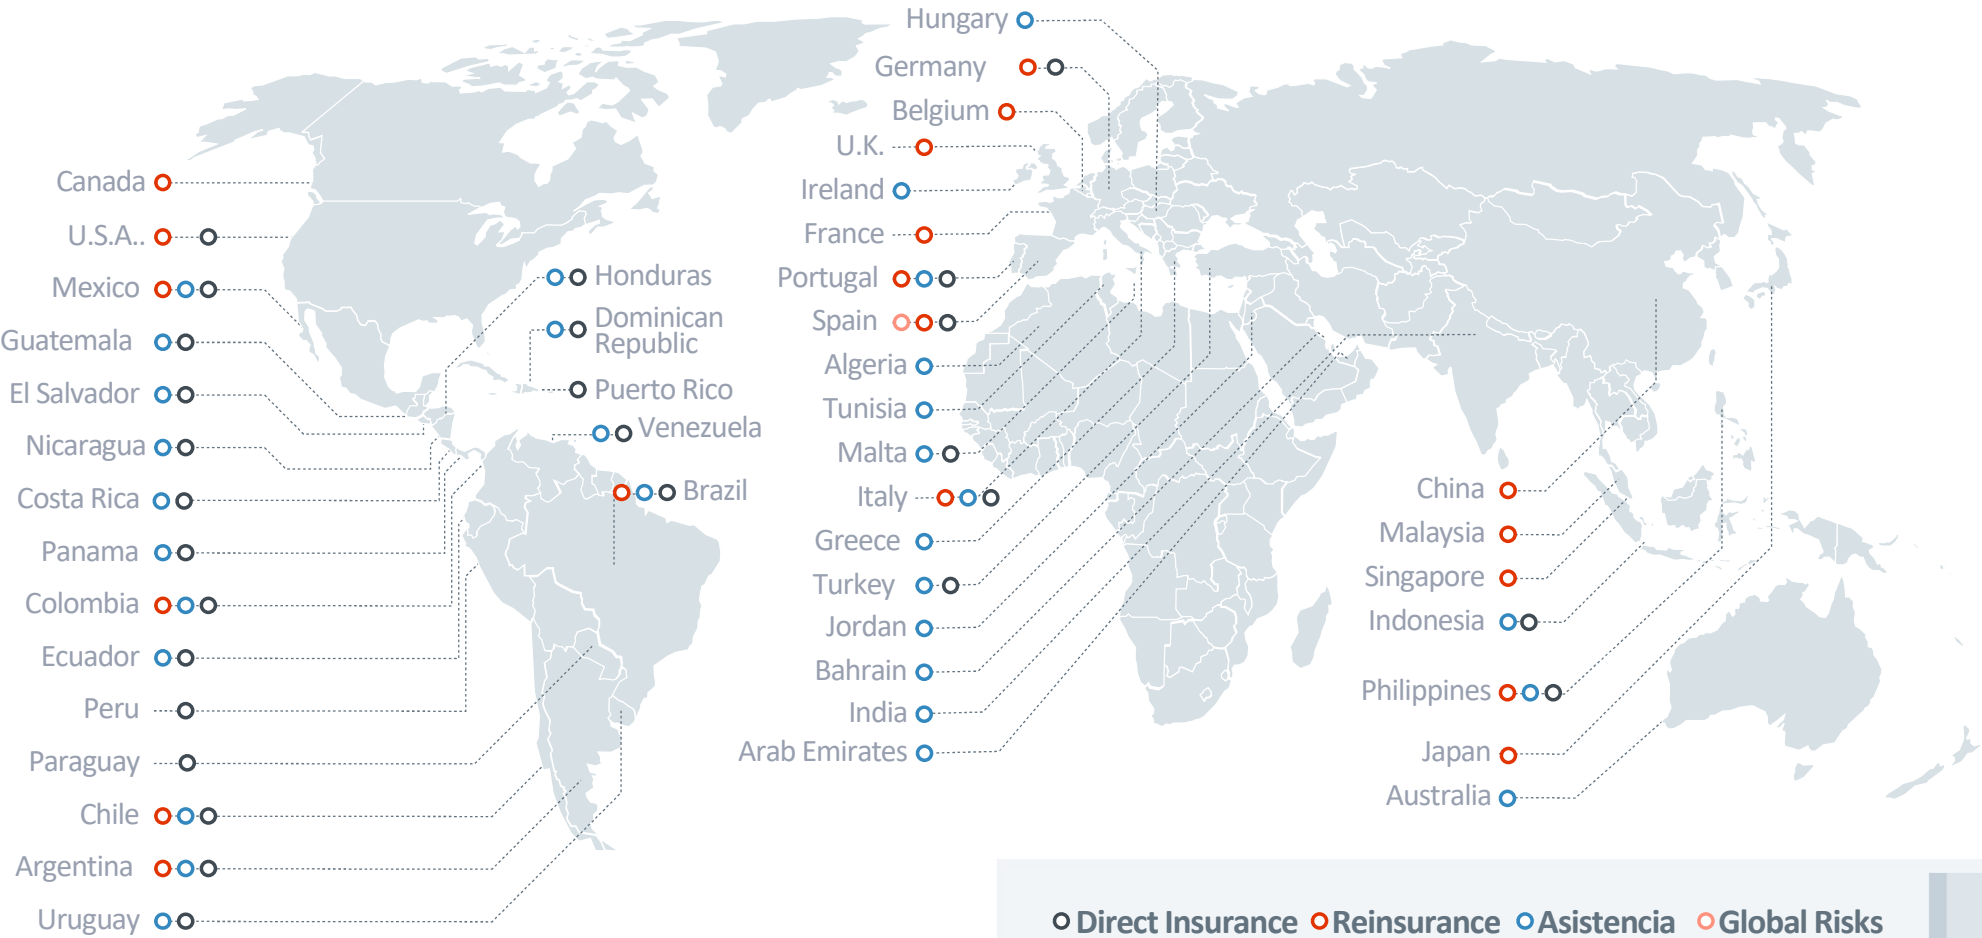 Canada
U.S.A..
Mexico
Guatemala
El Salvador
Nicaragua
Costa Rica
Panama
Colombia
Ecuador
Peru
Paraguay
Chile
Argentina
Uruguay
Honduras
Dominican
Republic
Puerto Rico
Venezuela
Brazil
Hungary
Germany
Belgium
U.K.
Ireland
France
Portugal
Spain
Algeria
Tunisia
Malta
Italy
Greece
Turkey
Jordan
Bahrain
India
Arab Emirates
China
Malaysia
Singapore
Indonesia
Philippines
Japan
Australia
Direct Insurance Reinsurance Asistencia Global Risks